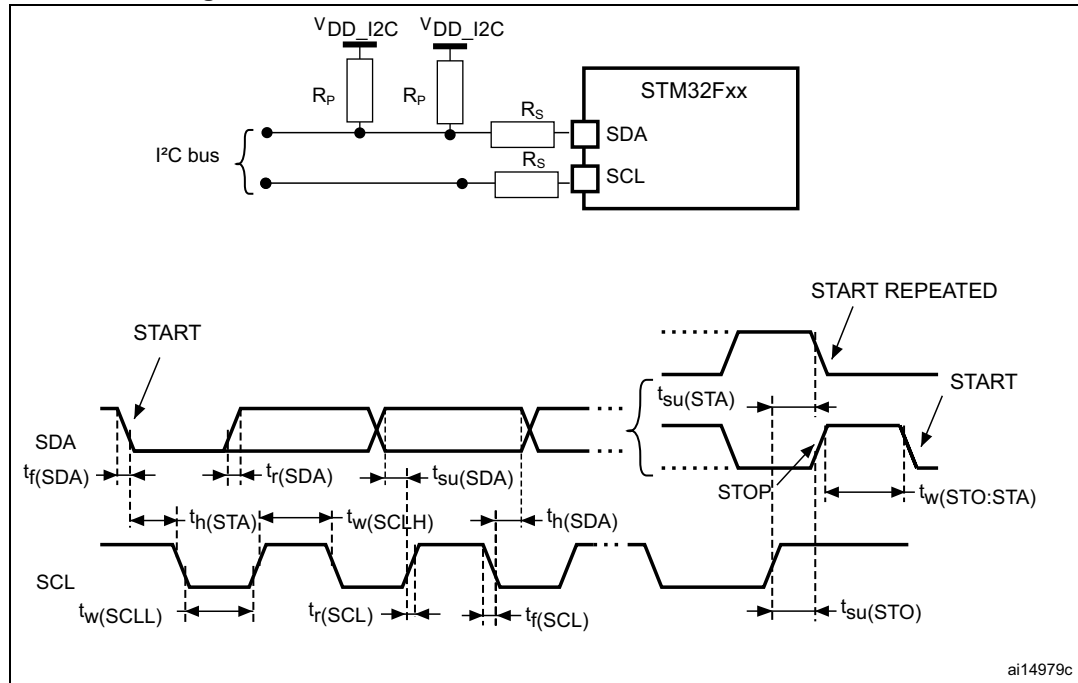 VDD_I2C VDD_I2C
STM32Fxx
RP RP
RS
SDA
I²C bus
RS
SCL
START REPEATED
START
START
tsu(STA)
SDA
tf(SDA) tr(SDA) tsu(SDA)
STOP
tw(STO:STA)
th(STA) tw(SCLH) th(SDA)
SCL
tw(SCLL) tr(SCL) tf(SCL) tsu(STO)
ai14979c